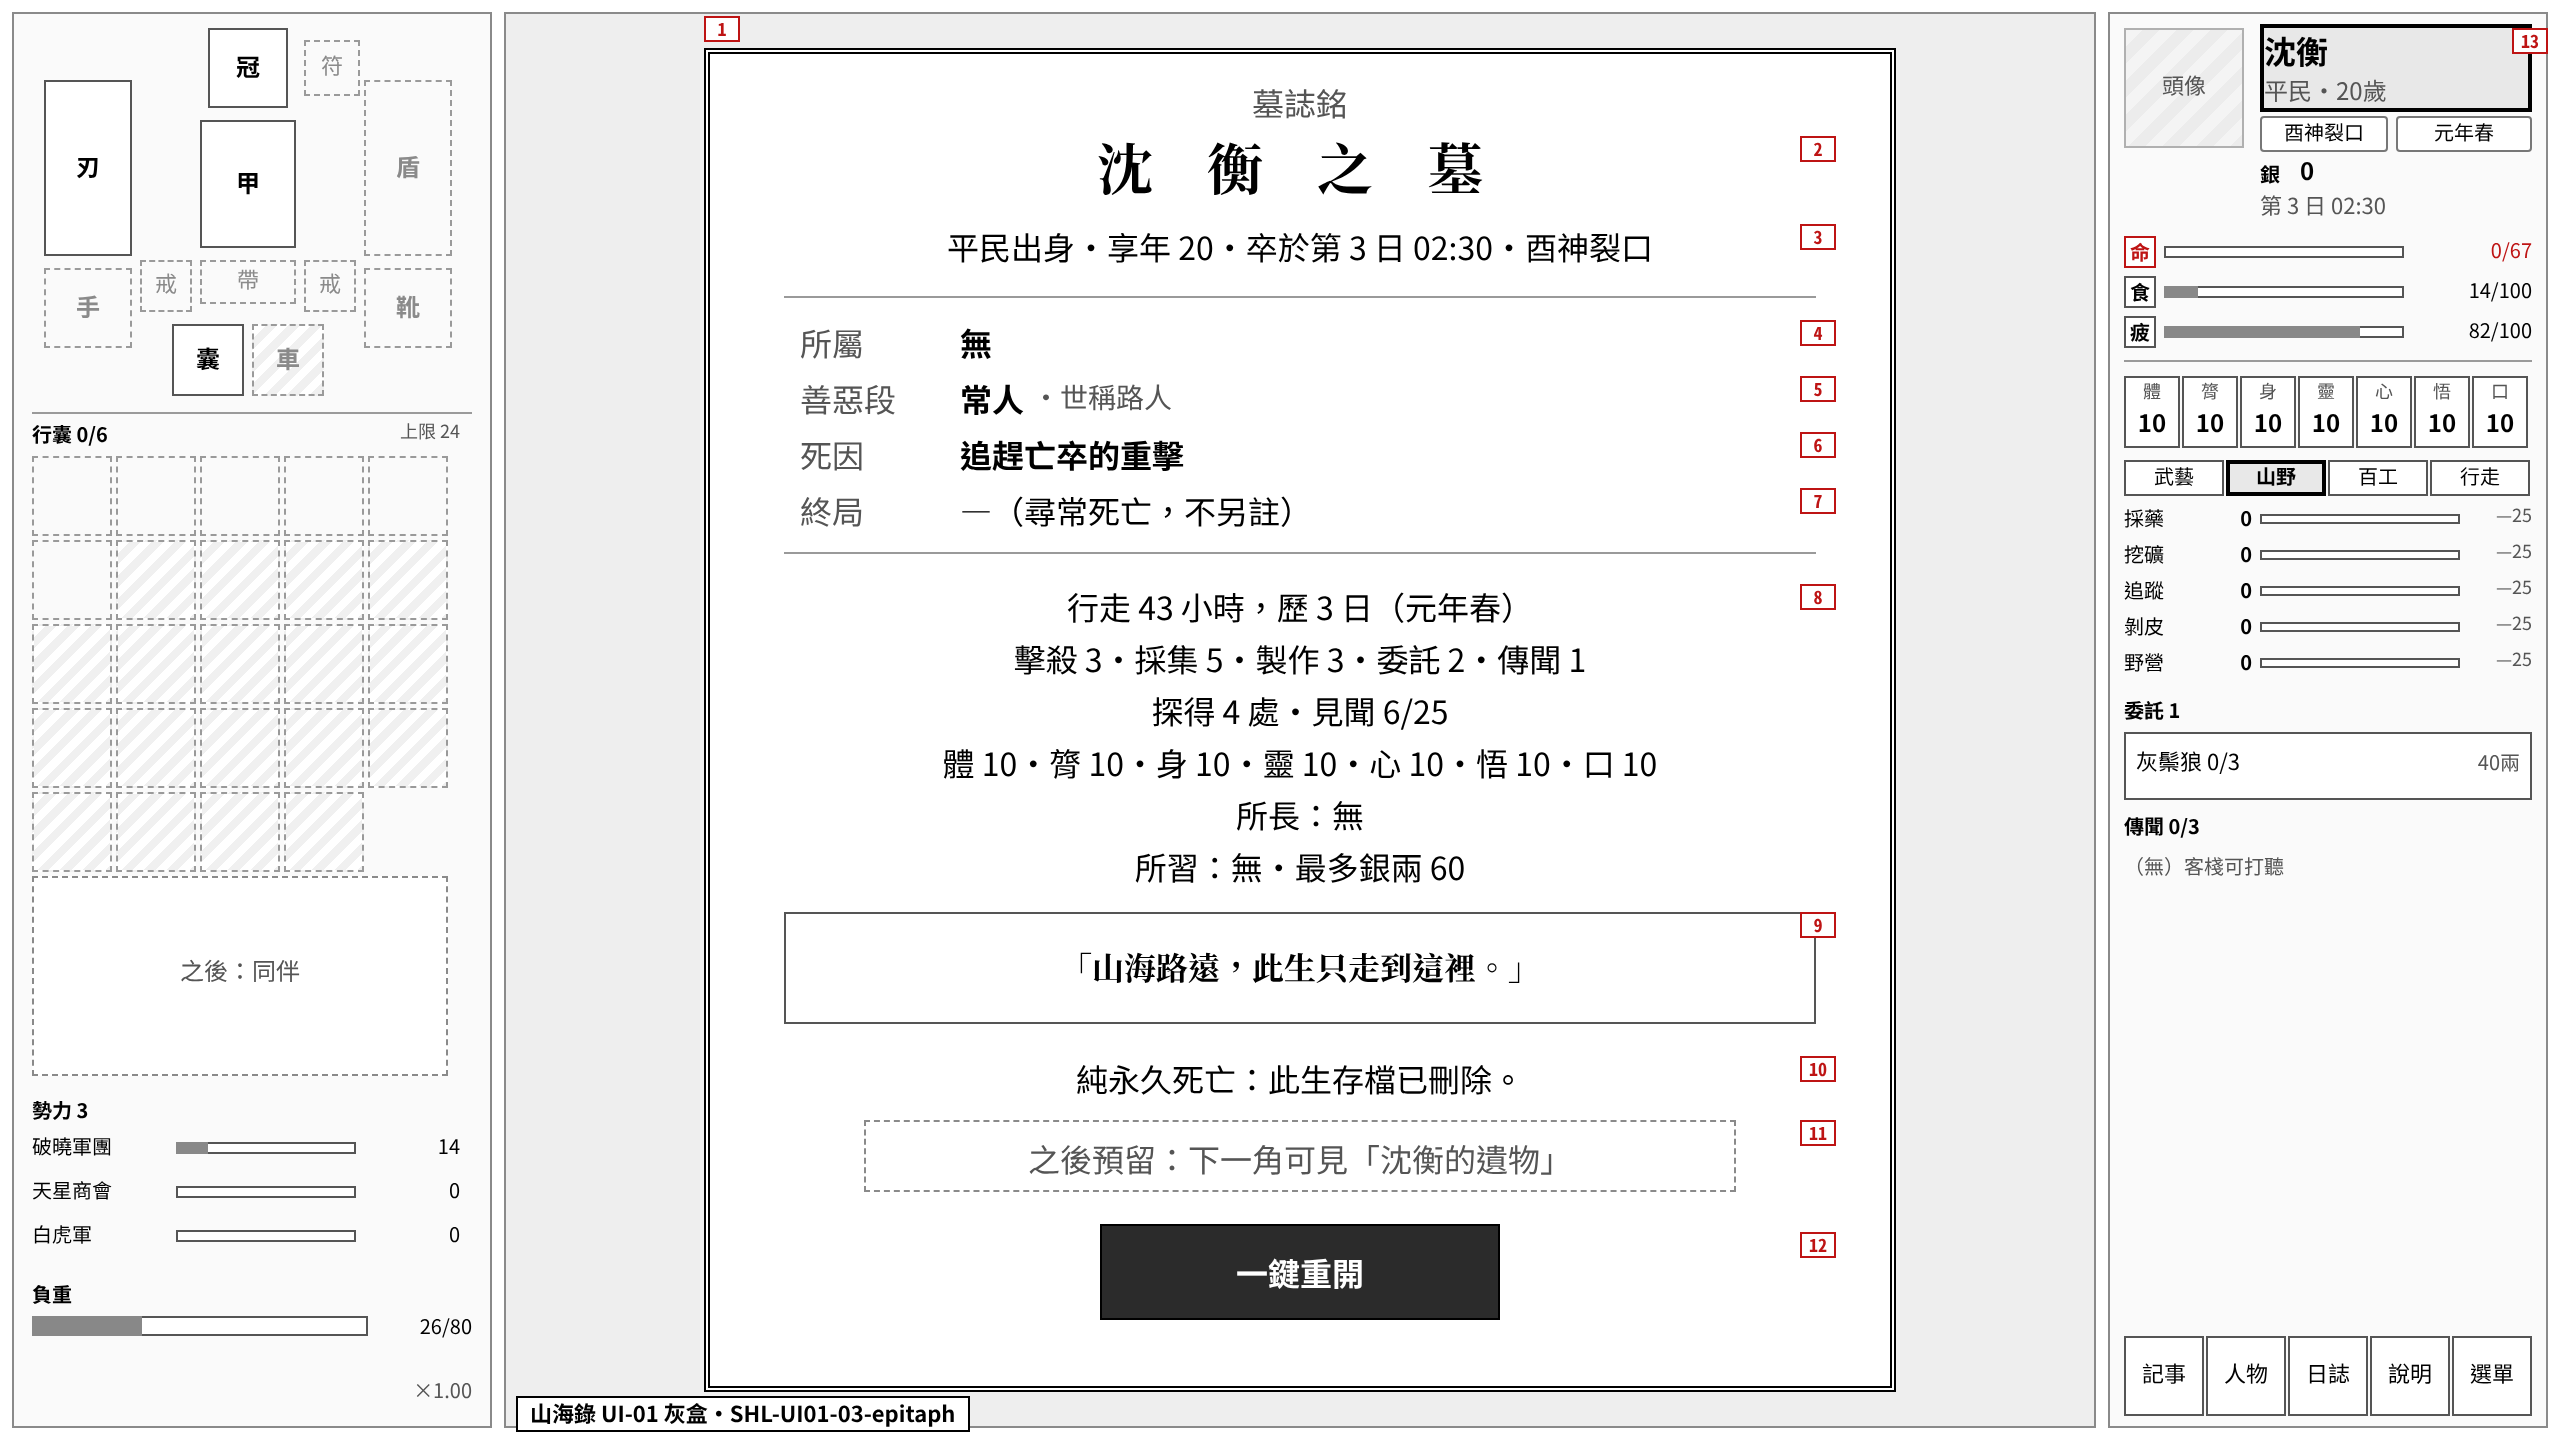 冠
符
刃
甲
盾
手
戒
帶
戒
靴
囊
車
行囊 0/6
上限 24
之後：同伴
勢力 3
破曉軍團 14
天星商會 0
白虎軍 0
負重
26/80
×1.00
1
墓誌銘
沈 衡 之 墓
2
平民出身・享年 20・卒於第 3 日 02:30・酉神裂口
3
所屬 無
4
善惡段 常人 ・世稱路人
5
死因 追趕亡卒的重擊
6
終局 —（尋常死亡，不另註）
7
行走 43 小時，歷 3 日（元年春）
8
擊殺 3・採集 5・製作 3・委託 2・傳聞 1
探得 4 處・見聞 6/25
體 10・膂 10・身 10・靈 10・心 10・悟 10・口 10
所長：無
所習：無・最多銀兩 60
9
「山海路遠，此生只走到這裡。」
純永久死亡：此生存檔已刪除。
10
之後預留：下一角可見「沈衡的遺物」
11
一鍵重開
12
山海錄 UI-01 灰盒・SHL-UI01-03-epitaph
頭像
沈衡
13
平民・20歲
酉神裂口
元年春
銀 0
第 3 日 02:30
命 0/67
食 14/100
疲 82/100
體 膂 身 靈 心 悟 口
10 10 10 10 10 10 10
武藝 山野 百工 行走
採藥 0 —25
挖礦 0 —25
追蹤 0 —25
剝皮 0 —25
野營 0 —25
委託 1
灰鬃狼 0/3 40兩
傳聞 0/3
（無）客棧可打聽
記事 人物 日誌 說明 選單